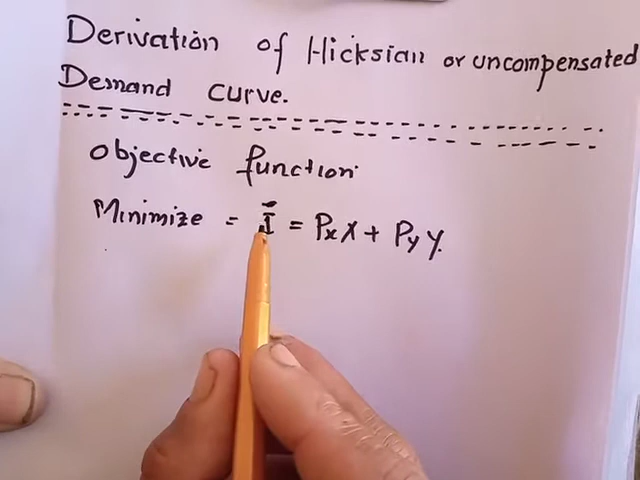 Derivation of Hicksian or uncompensated
Demand curve.
Objective function
Minimize = Ī = PxX + PyY.